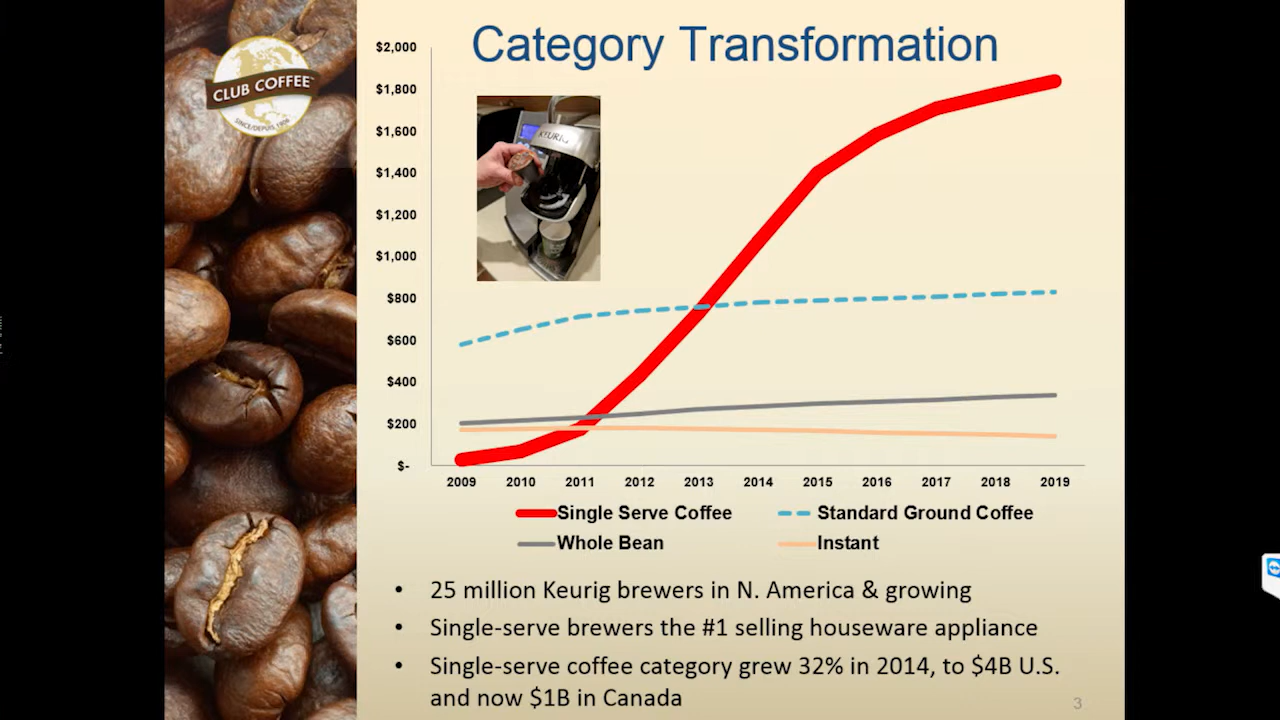 Category Transformation
CLUB COFFEE
SINCE/DEPUIS 1906
KEURIG
$2,000
$1,800
$1,600
$1,400
$1,200
$1,000
$800
$600
$400
$200
$-
2009 2010 2011 2012 2013 2014 2015 2016 2017 2018 2019
Single Serve Coffee Standard Ground Coffee
Whole Bean Instant
• 25 million Keurig brewers in N. America & growing
• Single-serve brewers the #1 selling houseware appliance
• Single-serve coffee category grew 32% in 2014, to $4B U.S.
and now $1B in Canada
3